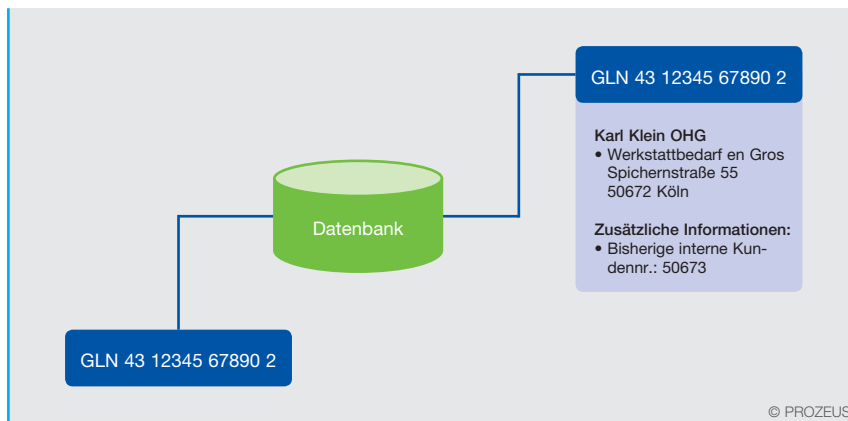 GLN 43 12345 67890 2
Karl Klein OHG
• Werkstattbedarf en Gros
Spichernstraße 55
50672 Köln
Zusätzliche Informationen:
• Bisherige interne Kun-
dennr.: 50673
Datenbank
GLN 43 12345 67890 2
© PROZEUS